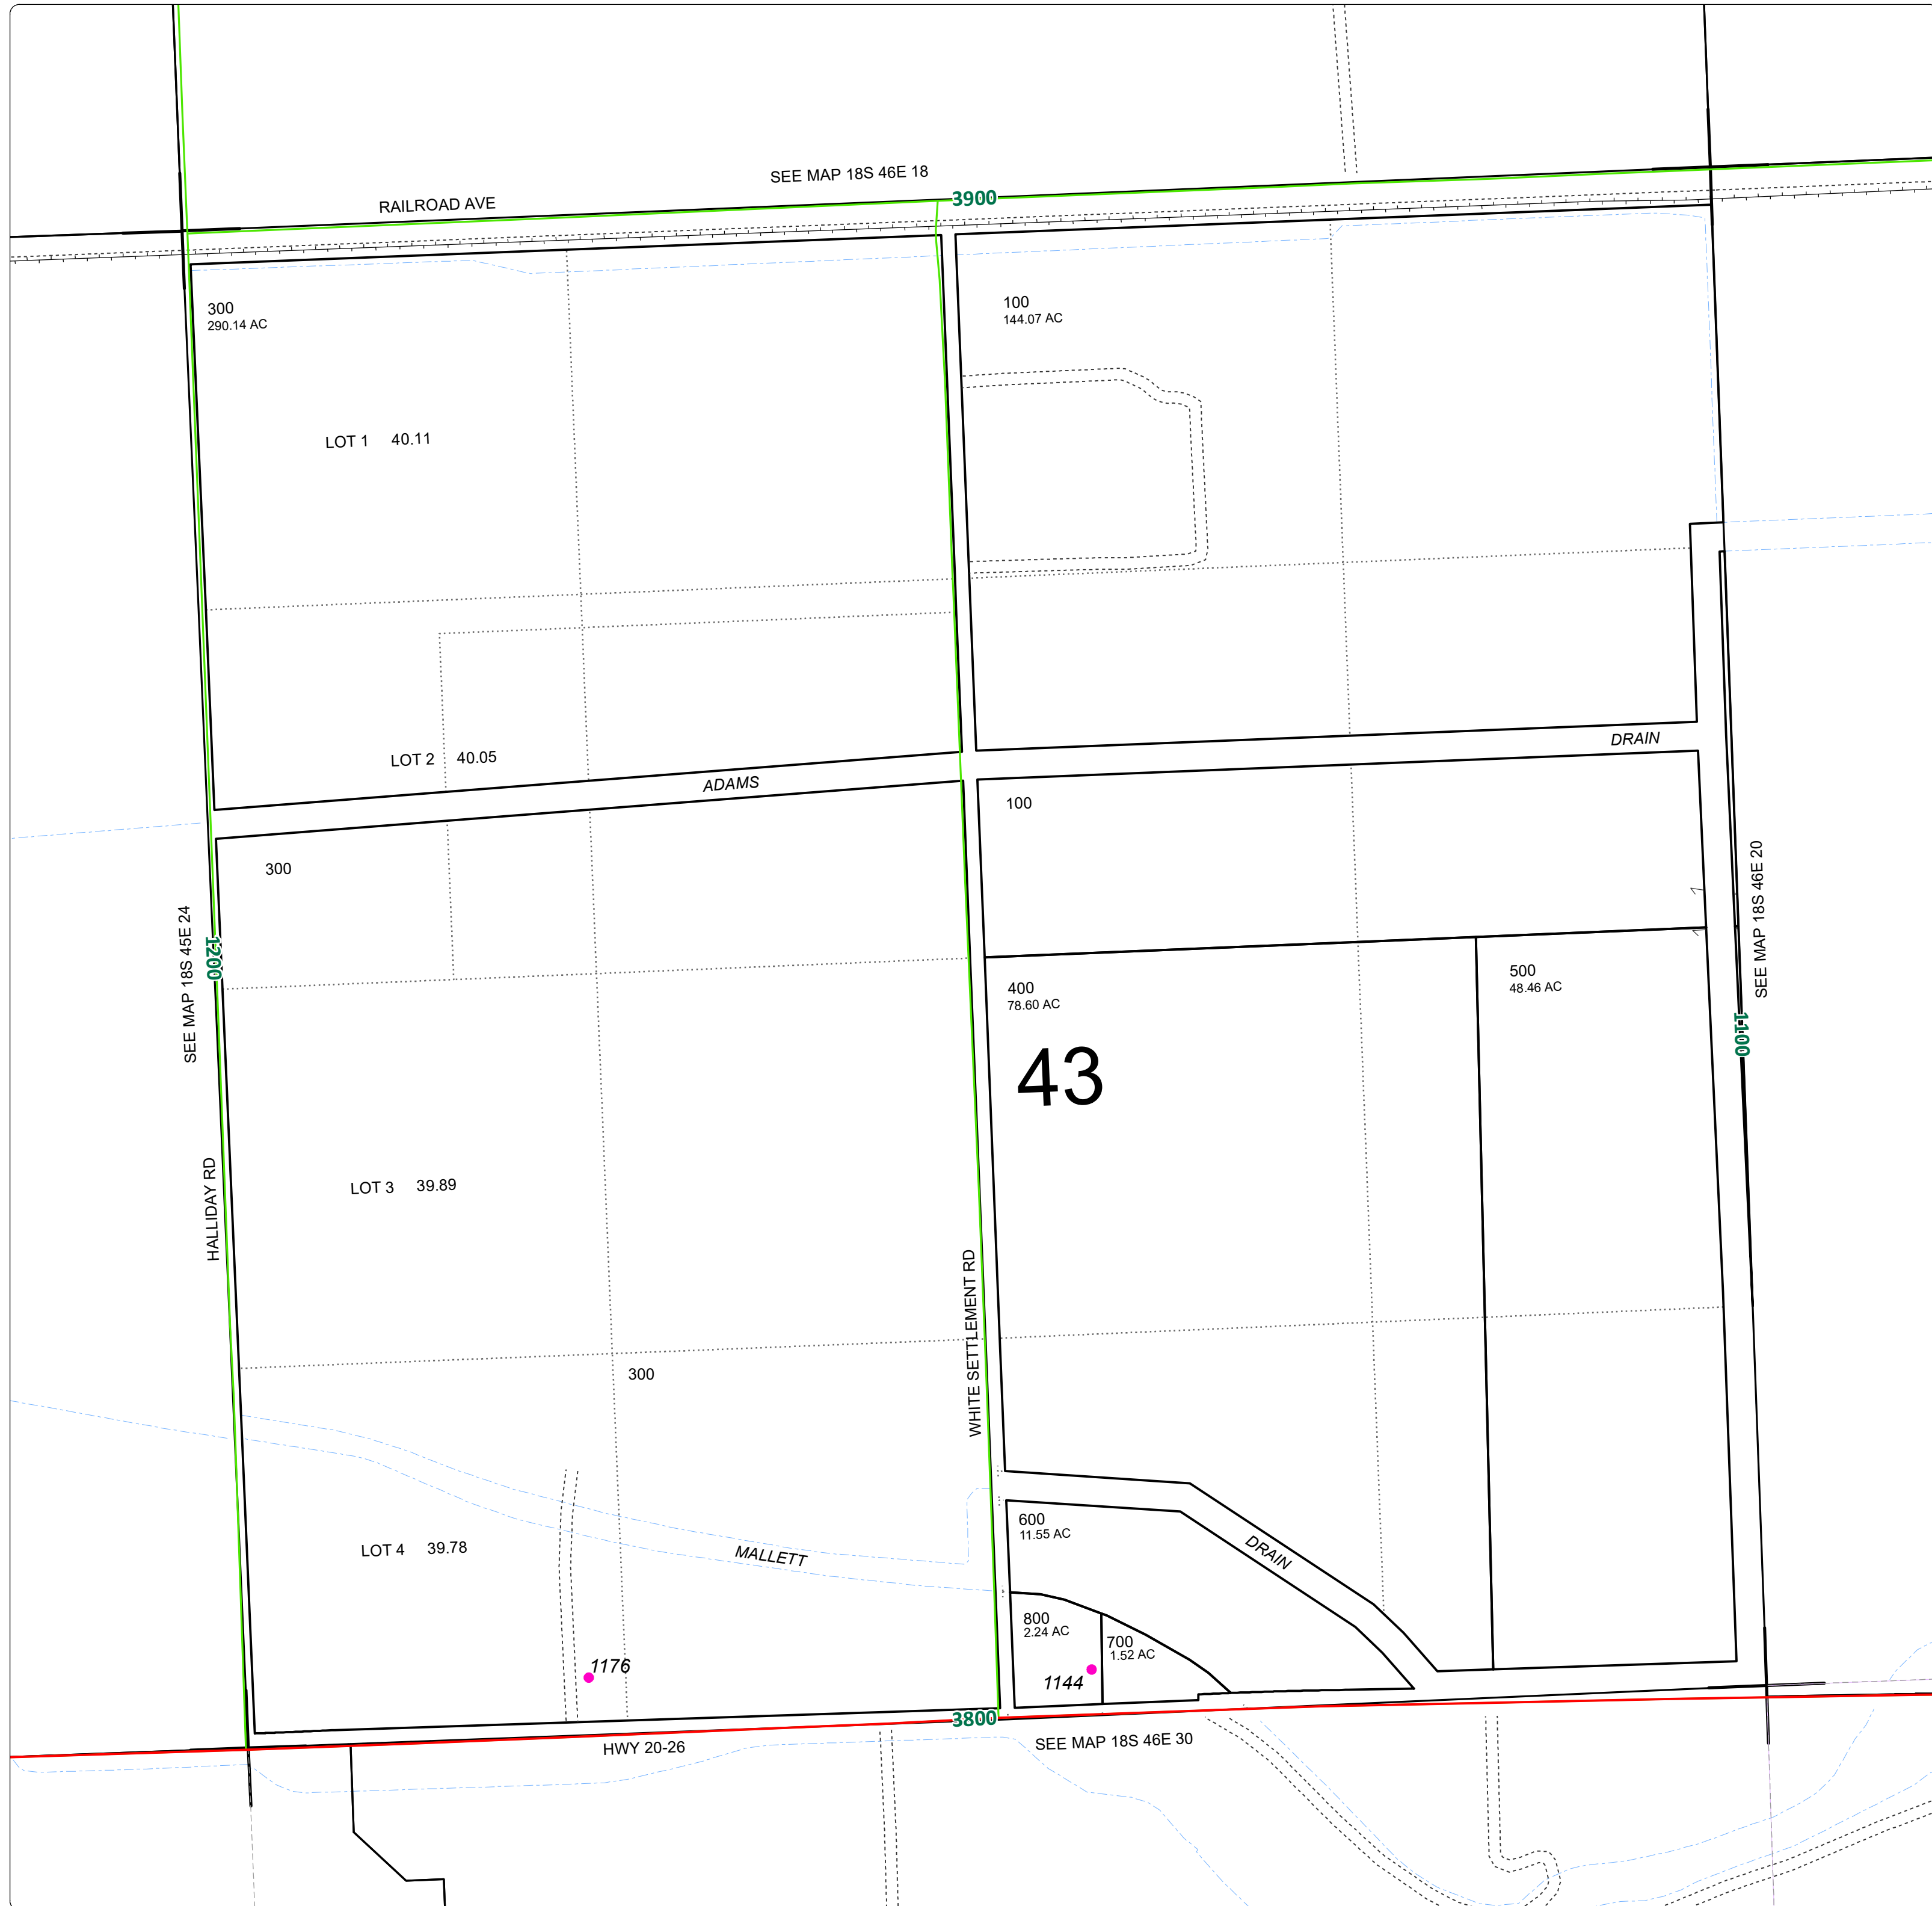 SEE MAP 18S 46E 18
RAILROAD AVE
3900
300
290.14 AC
100
144.07 AC
LOT 1 40.11
DRAIN
LOT 2 40.05
ADAMS
100
300
SEE MAP 18S 46E 20
SEE MAP 18S 45E 24
1200
400
78.60 AC
500
48.46 AC
43
1100
HALLIDAY RD
LOT 3 39.89
WHITE SETTLEMENT RD
300
600
11.55 AC
LOT 4 39.78
MALLETT
DRAIN
800
2.24 AC
700
1.52 AC
1176
1144
3800
HWY 20-26
SEE MAP 18S 46E 30